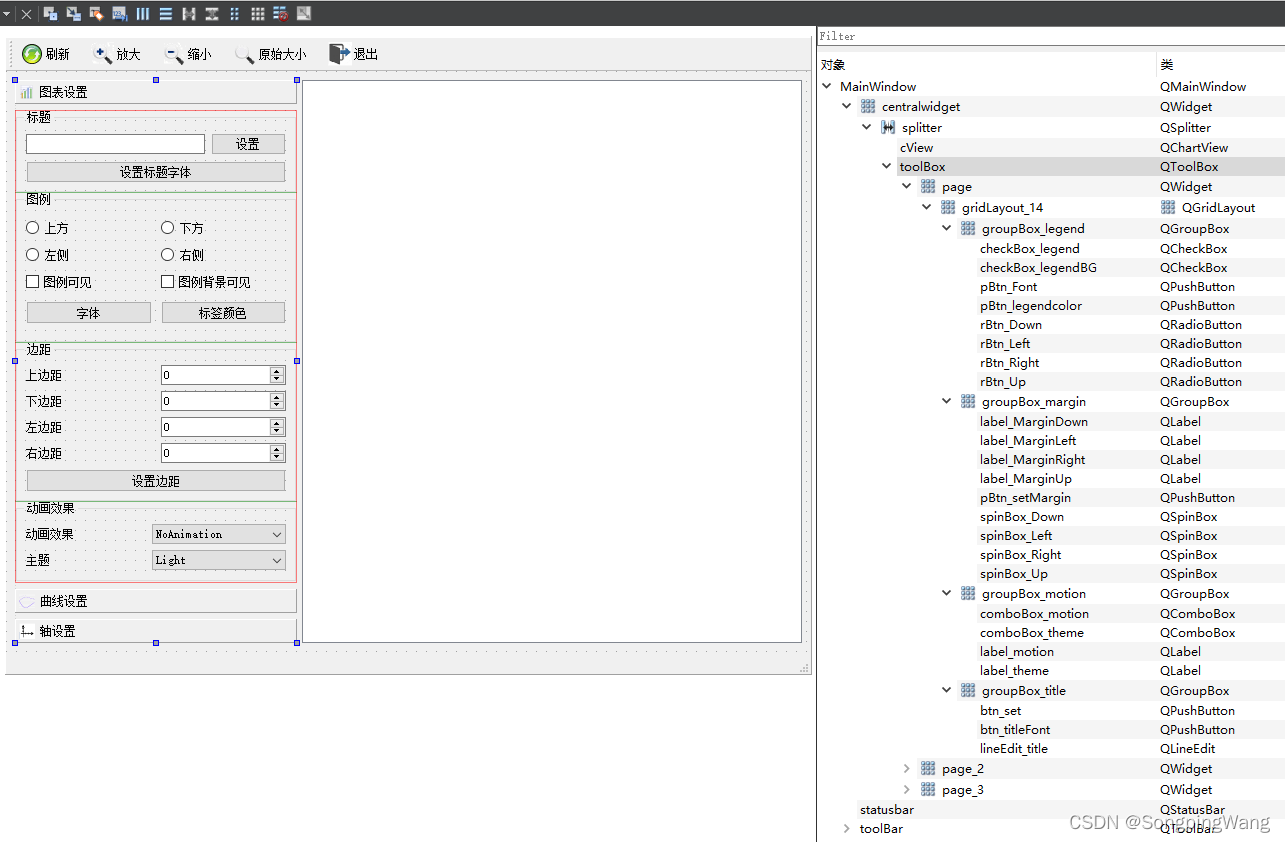 刷新 放大 缩小 原始大小 退出
图表设置
标题
设置
设置标题字体
图例
上方 下方
左侧 右侧
图例可见 图例背景可见
字体 标签颜色
边距
上边距 0
下边距 0
左边距 0
右边距 0
设置边距
动画效果
动画效果 NoAnimation
主题 Light
曲线设置
轴设置
Filter
对象 类
MainWindow QMainWindow
centralwidget QWidget
splitter QSplitter
cView QChartView
toolBox QToolBox
page QWidget
gridLayout_14 QGridLayout
groupBox_legend QGroupBox
checkBox_legend QCheckBox
checkBox_legendBG QCheckBox
pBtn_Font QPushButton
pBtn_legendcolor QPushButton
rBtn_Down QRadioButton
rBtn_Left QRadioButton
rBtn_Right QRadioButton
rBtn_Up QRadioButton
groupBox_margin QGroupBox
label_MarginDown QLabel
label_MarginLeft QLabel
label_MarginRight QLabel
label_MarginUp QLabel
pBtn_setMargin QPushButton
spinBox_Down QSpinBox
spinBox_Left QSpinBox
spinBox_Right QSpinBox
spinBox_Up QSpinBox
groupBox_motion QGroupBox
comboBox_motion QComboBox
comboBox_theme QComboBox
label_motion QLabel
label_theme QLabel
groupBox_title QGroupBox
btn_set QPushButton
btn_titleFont QPushButton
lineEdit_title QLineEdit
page_2 QWidget
page_3 QWidget
statusbar QStatusBar
toolBar QToolBar
CSDN @SongpingWang